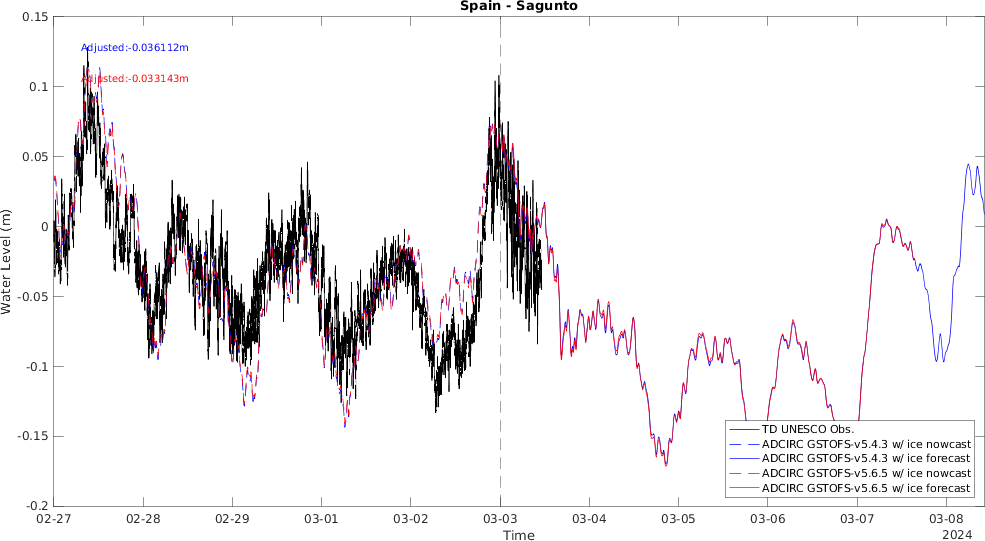 Spain - Sagunto
0.15
0.1
0.05
0
-0.05
-0.1
-0.15
-0.2
Water Level (m)
Adjusted:-0.036112m
Adjusted:-0.033143m
TD UNESCO Obs.
ADCIRC GSTOFS-v5.4.3 w/ ice nowcast
ADCIRC GSTOFS-v5.4.3 w/ ice forecast
ADCIRC GSTOFS-v5.6.5 w/ ice nowcast
ADCIRC GSTOFS-v5.6.5 w/ ice forecast
02-27 02-28 02-29 03-01 03-02 03-03 03-04 03-05 03-06 03-07 03-08
Time
2024